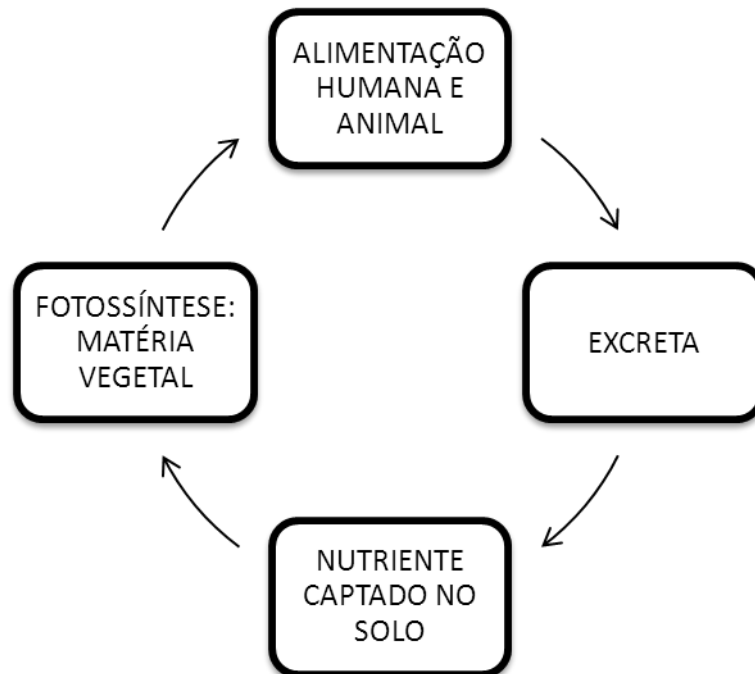 ALIMENTAÇÃO
HUMANA E
ANIMAL
FOTOSSÍNTESE:
MATÉRIA
VEGETAL
EXCRETA
NUTRIENTE
CAPTADO NO
SOLO